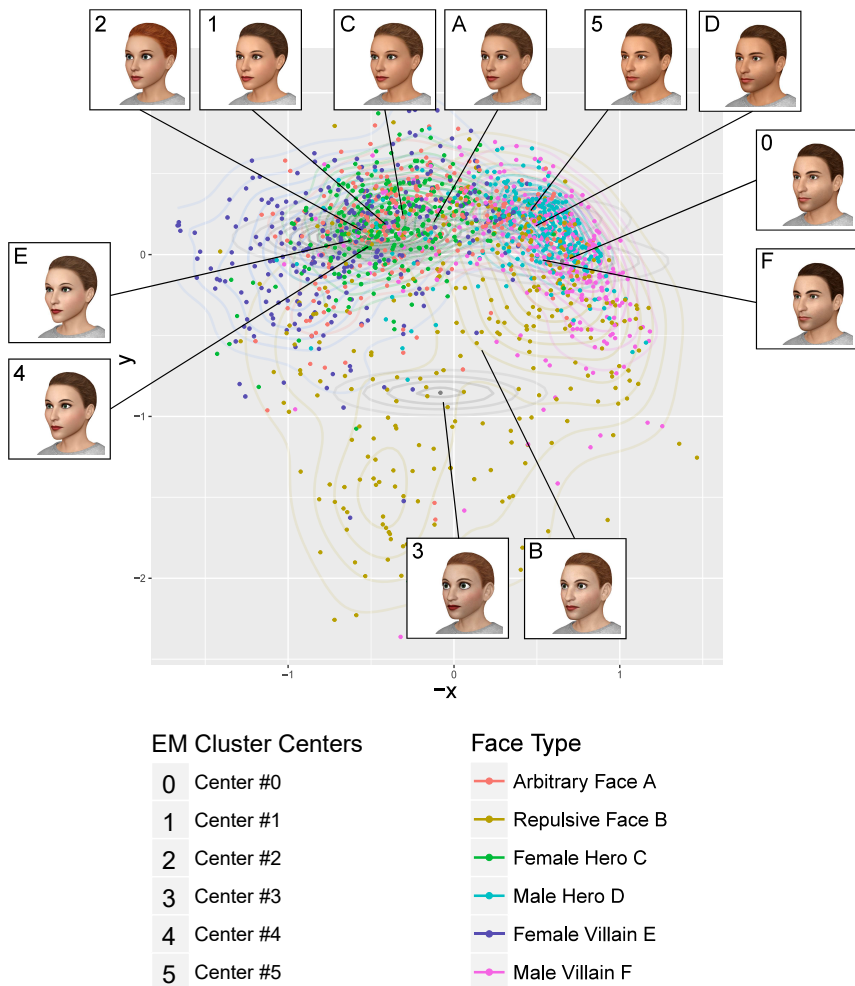 2 1 C A 5 D
0
E
F
4
3 B
y
0
−1
−2
−1 0 1
−x
EM Cluster Centers
0 Center #0
1 Center #1
2 Center #2
3 Center #3
4 Center #4
5 Center #5
Face Type
Arbitrary Face A
Repulsive Face B
Female Hero C
Male Hero D
Female Villain E
Male Villain F